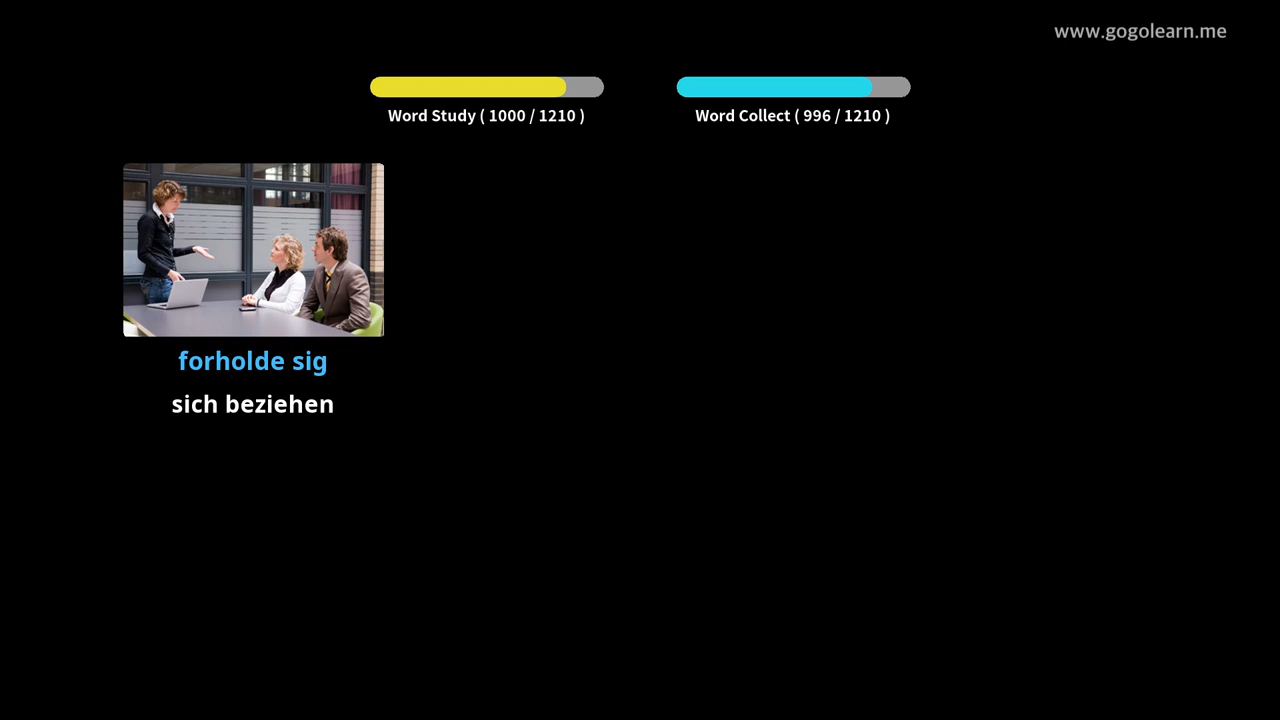 www.gogolearn.me
Word Study ( 1000 / 1210 )
Word Collect ( 996 / 1210 )
forholde sig
sich beziehen